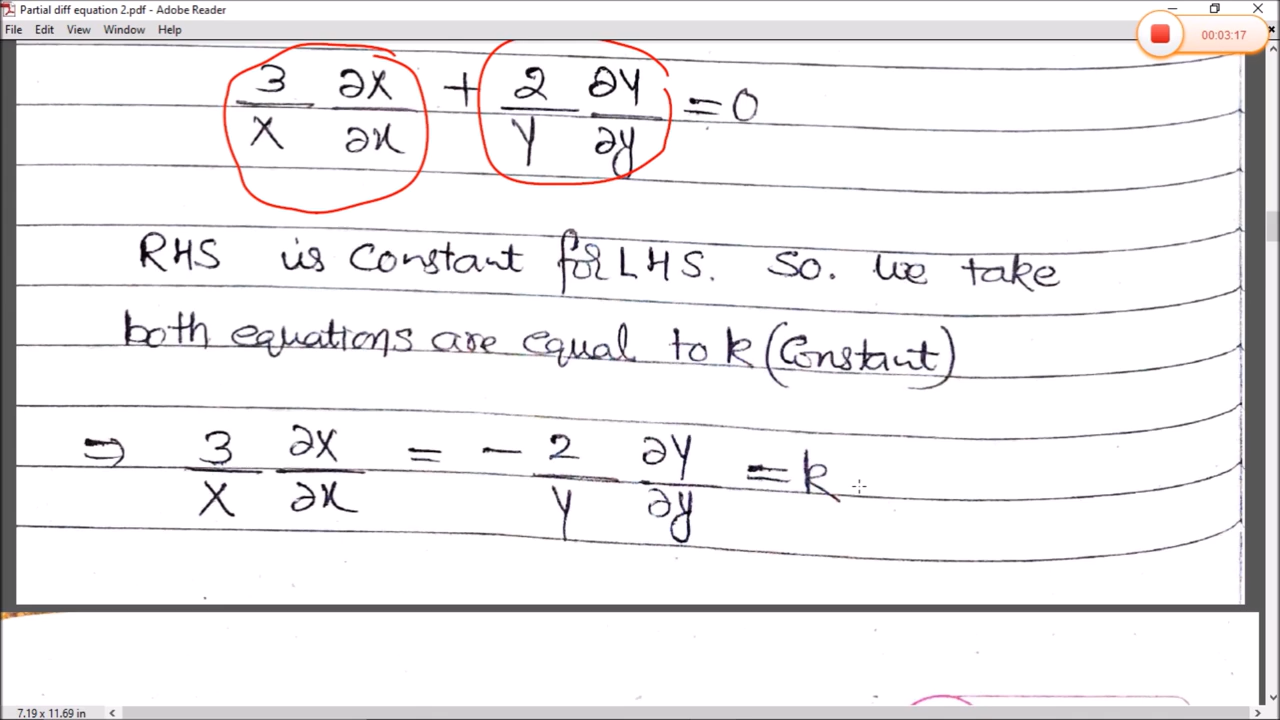 Partial diff equation 2.pdf - Adobe Reader
File Edit View Window Help
00:03:17
3/X ∂X/∂x + 2/Y ∂Y/∂y = 0
RHS is Constant for LHS. So. we take
both equations are equal to k (Constant)
⇒ 3/X ∂X/∂x = - 2/Y ∂Y/∂y = k
7.19 x 11.69 in